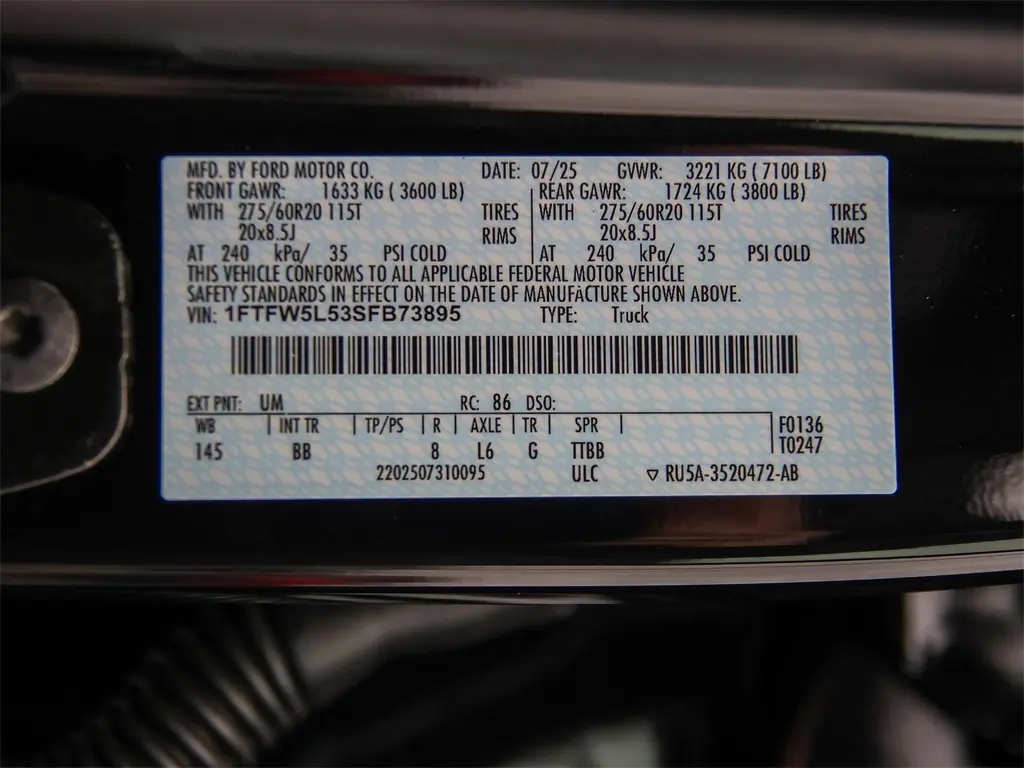 MFD. BY FORD MOTOR CO. DATE: 07/25 GVWR: 3221 KG ( 7100 LB)
FRONT GAWR: 1633 KG ( 3600 LB) REAR GAWR: 1724 KG ( 3800 LB)
WITH 275/60R20 115T TIRES WITH 275/60R20 115T TIRES
20x8.5J RIMS 20x8.5J RIMS
AT 240 kPa/ 35 PSI COLD AT 240 kPa/ 35 PSI COLD
THIS VEHICLE CONFORMS TO ALL APPLICABLE FEDERAL MOTOR VEHICLE
SAFETY STANDARDS IN EFFECT ON THE DATE OF MANUFACTURE SHOWN ABOVE.
VIN: 1FTFW5L53SFB73895 TYPE: Truck
EXT PNT: UM RC: 86 DSO:
WB | INT TR | TP/PS | R | AXLE | TR | SPR | F0136
145 BB 8 L6 G TTBB T0247
2202507310095 ULC ▽ RU5A-3520472-AB